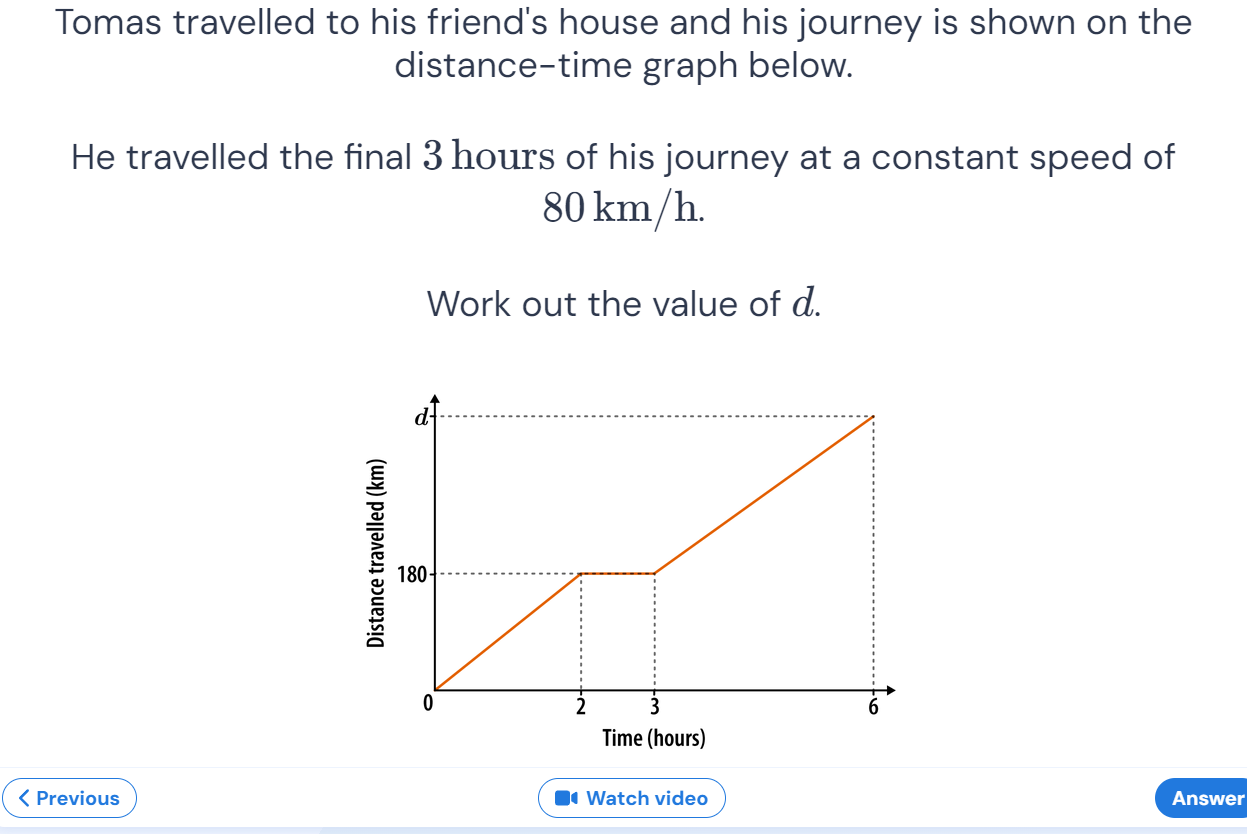 Tomas travelled to his friend's house and his journey is shown on the
distance-time graph below.
He travelled the final 3 hours of his journey at a constant speed of
80 km/h.
Work out the value of d.
d
Distance travelled (km)
180
0
2
3
6
Time (hours)
Previous
Watch video
Answer